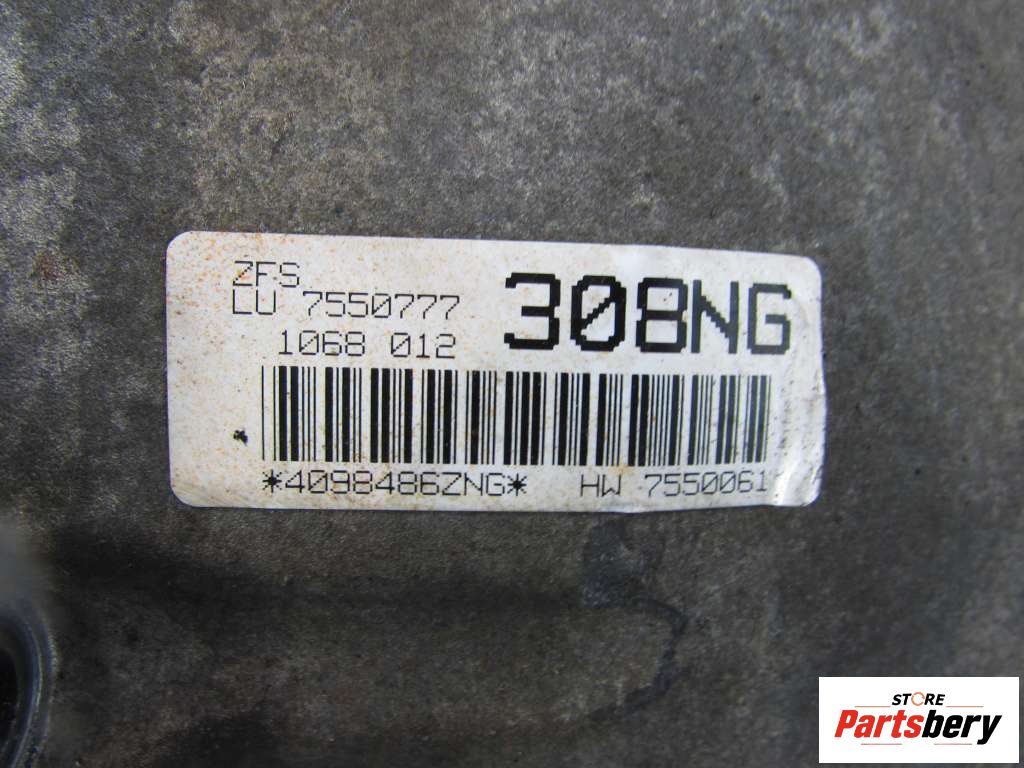 ZFS
LU 7550777
308NG
1068 012
*4098486ZNG* HW 7550061
STORE
Partsbery